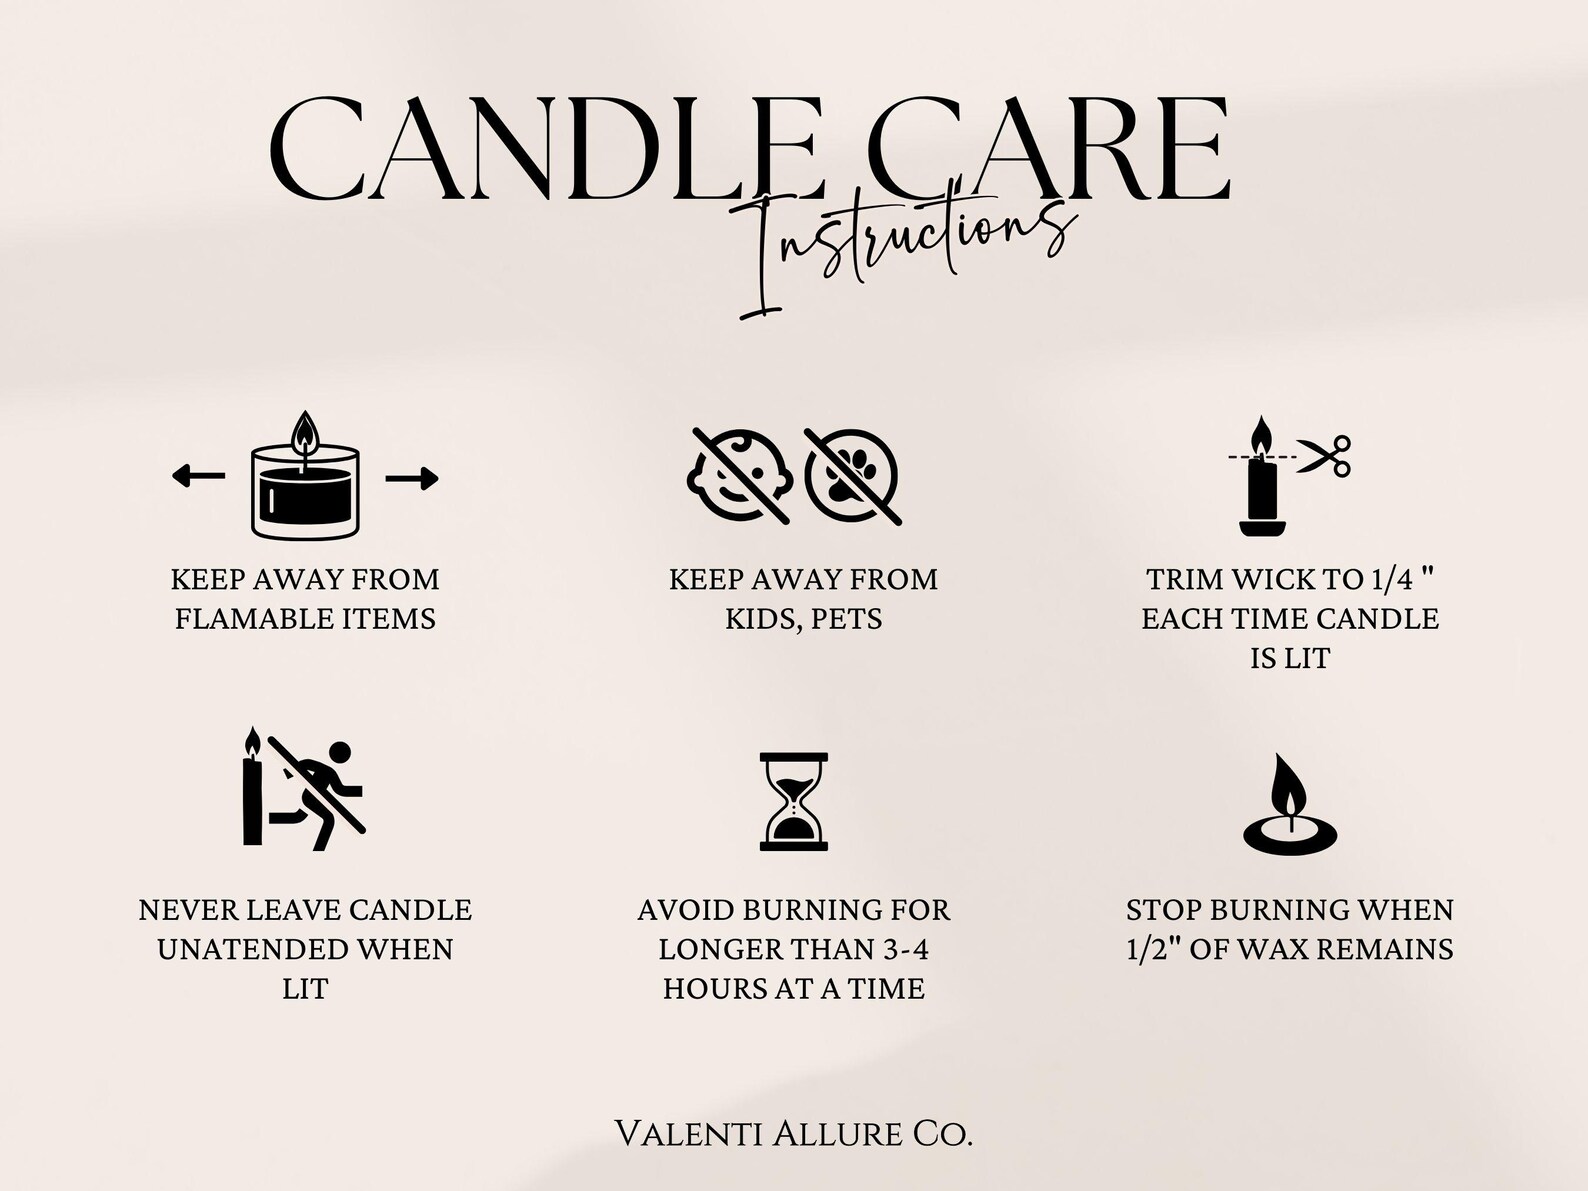 CANDLE CARE
Instructions
KEEP AWAY FROM
FLAMABLE ITEMS
KEEP AWAY FROM
KIDS, PETS
TRIM WICK TO 1/4 "
EACH TIME CANDLE
IS LIT
NEVER LEAVE CANDLE
UNATENDED WHEN
LIT
AVOID BURNING FOR
LONGER THAN 3-4
HOURS AT A TIME
STOP BURNING WHEN
1/2" OF WAX REMAINS
VALENTI ALLURE CO.